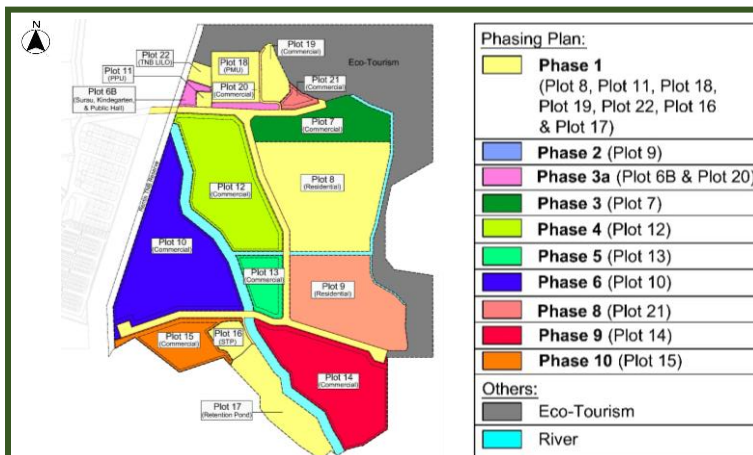 N
Plot 19
(Commercial)
Plot 22
(TNB ULO)
Plot 18
(PMU)
Eco-Tourism
Plot 11
(PPU)
Plot 21
(Commercial)
Plot 20
(Commercial)
Plot 6B
(Surau, Kindegarten,
& Public Hall)
Plot 7
(Commercial)
Plot 8
(Residential)
Plot 12
(Commercial)
Plot 10
(Commercial)
Plot 13
(Commercial)
Plot 9
(Residential)
Plot 15
(Commercial)
Plot 16
(STP)
Plot 14
(Commercial)
Plot 17
(Retention Pond)
Phasing Plan:
Phase 1
(Plot 8, Plot 11, Plot 18,
Plot 19, Plot 22, Plot 16
& Plot 17)
Phase 2 (Plot 9)
Phase 3a (Plot 6B & Plot 20)
Phase 3 (Plot 7)
Phase 4 (Plot 12)
Phase 5 (Plot 13)
Phase 6 (Plot 10)
Phase 8 (Plot 21)
Phase 9 (Plot 14)
Phase 10 (Plot 15)
Others:
Eco-Tourism
River